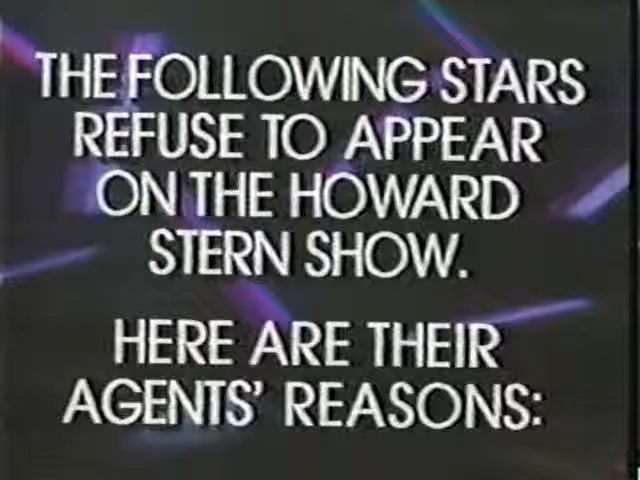 THE FOLLOWING STARS
REFUSE TO APPEAR
ON THE HOWARD
STERN SHOW.
HERE ARE THEIR
AGENTS' REASONS: